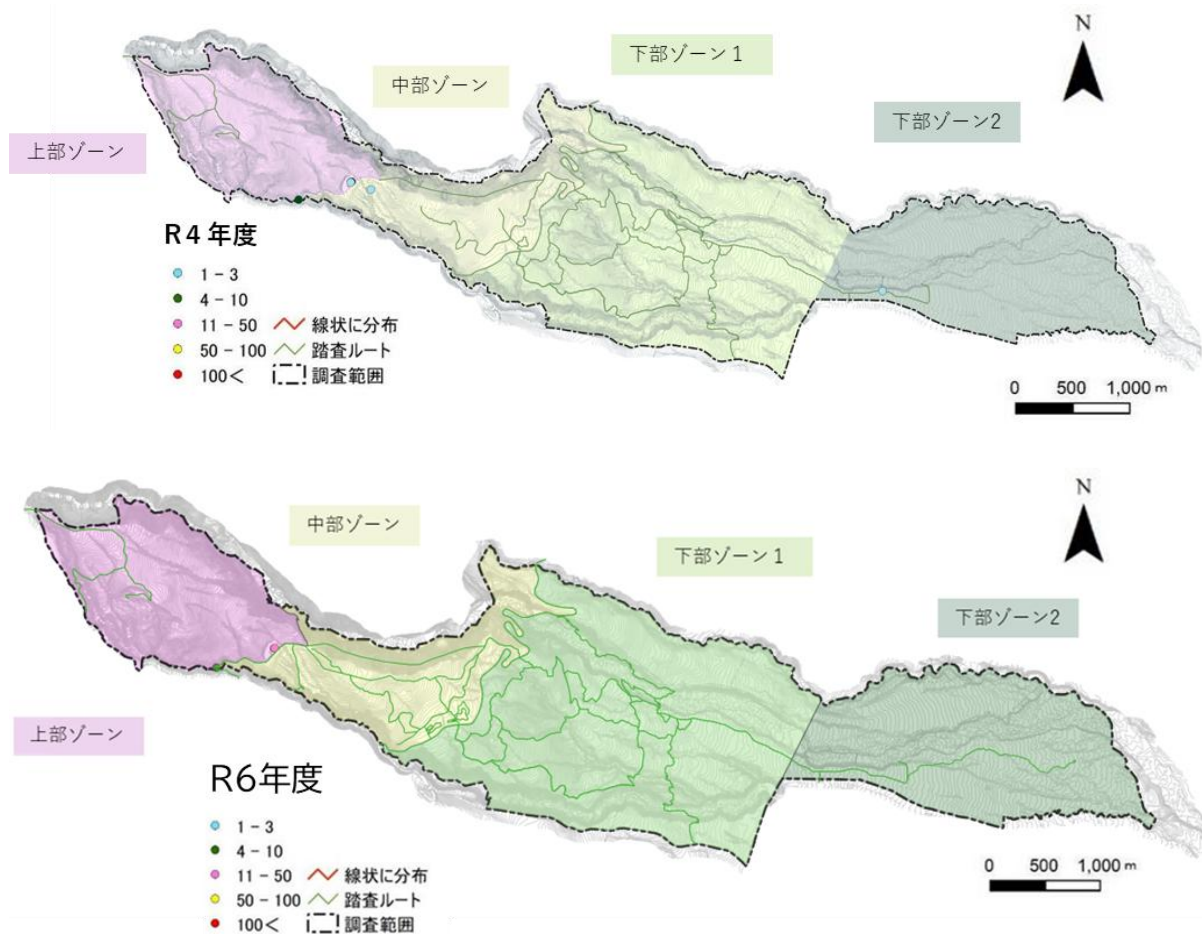 下部ゾーン1
N
中部ゾーン
下部ゾーン2
上部ゾーン
R4年度
1 - 3
4 - 10
11 - 50 線状に分布
50 - 100 踏査ルート
100< 調査範囲
0 500 1,000 m
N
中部ゾーン
下部ゾーン1
下部ゾーン2
上部ゾーン
R6年度
1 - 3
4 - 10
11 - 50 線状に分布
50 - 100 踏査ルート
100< 調査範囲
0 500 1,000 m